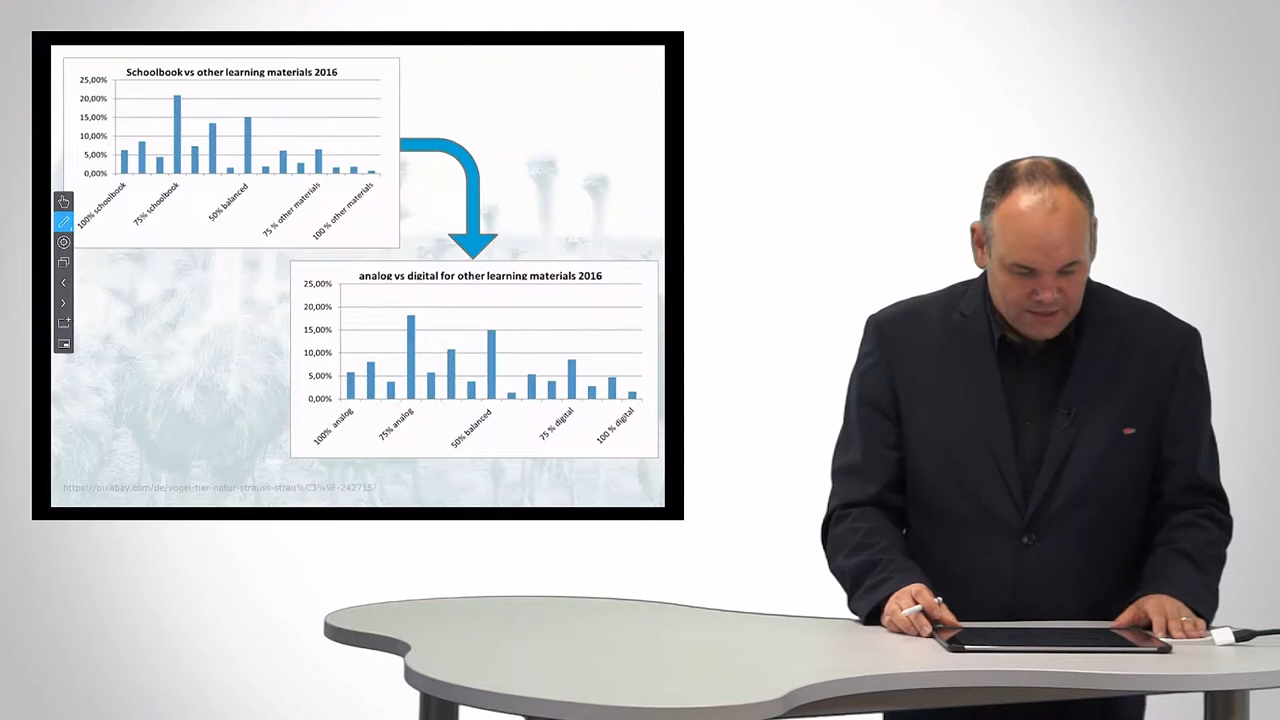 Schoolbook vs other learning materials 2016
25,00%
20,00%
15,00%
10,00%
5,00%
0,00%
100% schoolbook
75% schoolbook
50% balanced
75 % other materials
100 % other materials
analog vs digital for other learning materials 2016
25,00%
20,00%
15,00%
10,00%
5,00%
0,00%
100% analog
75% analog
50% balanced
75 % digital
100 % digital
https://pixabay.com/de/vogel-tier-natur-strauss-strau%C3%9F-242715/